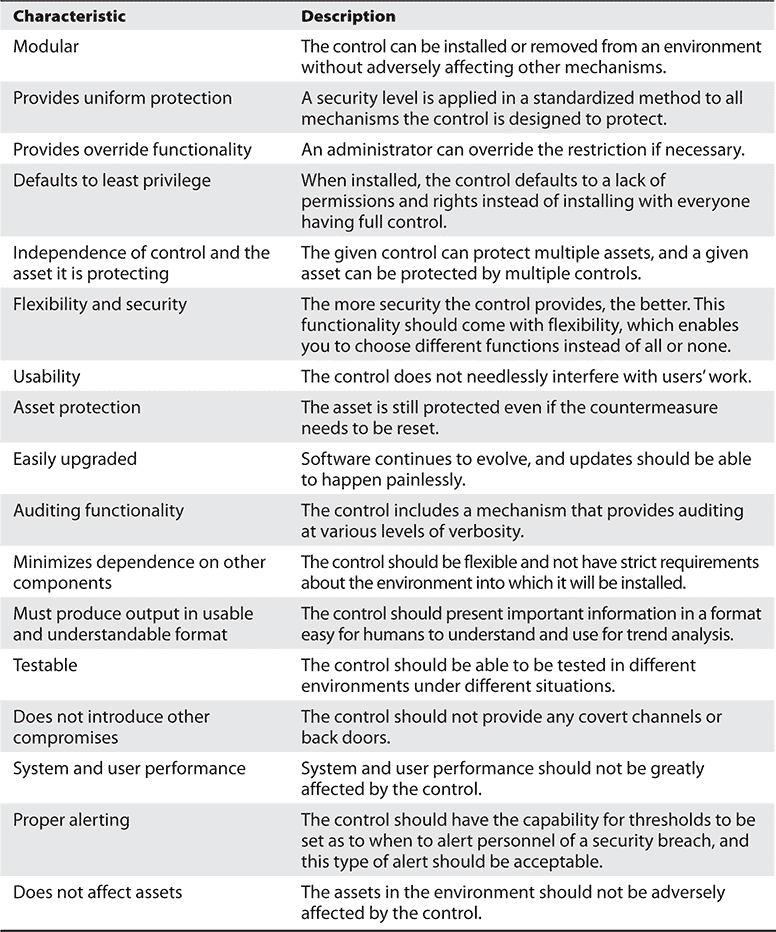 Characteristic Description
Modular The control can be installed or removed from an environment
without adversely affecting other mechanisms.
Provides uniform protection A security level is applied in a standardized method to all
mechanisms the control is designed to protect.
Provides override functionality An administrator can override the restriction if necessary.
Defaults to least privilege When installed, the control defaults to a lack of
permissions and rights instead of installing with everyone
having full control.
Independence of control and the The given control can protect multiple assets, and a given
asset it is protecting asset can be protected by multiple controls.
Flexibility and security The more security the control provides, the better. This
functionality should come with flexibility, which enables
you to choose different functions instead of all or none.
Usability The control does not needlessly interfere with users' work.
Asset protection The asset is still protected even if the countermeasure
needs to be reset.
Easily upgraded Software continues to evolve, and updates should be able
to happen painlessly.
Auditing functionality The control includes a mechanism that provides auditing
at various levels of verbosity.
Minimizes dependence on other The control should be flexible and not have strict requirements
components about the environment into which it will be installed.
Must produce output in usable The control should present important information in a format
and understandable format easy for humans to understand and use for trend analysis.
Testable The control should be able to be tested in different
environments under different situations.
Does not introduce other The control should not provide any covert channels or
compromises back doors.
System and user performance System and user performance should not be greatly
affected by the control.
Proper alerting The control should have the capability for thresholds to be
set as to when to alert personnel of a security breach, and
this type of alert should be acceptable.
Does not affect assets The assets in the environment should not be adversely
affected by the control.